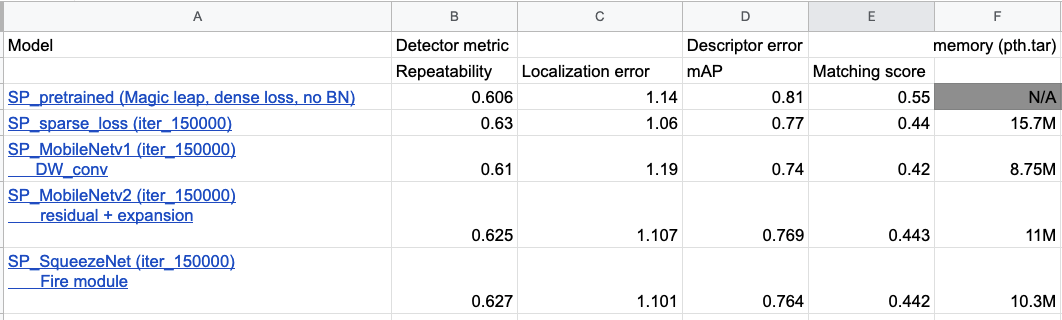 A B C D E F
Model Detector metric Descriptor error memory (pth.tar)
Repeatability Localization error mAP Matching score
SP_pretrained (Magic leap, dense loss, no BN) 0.606 1.14 0.81 0.55 N/A
SP_sparse_loss (iter_150000) 0.63 1.06 0.77 0.44 15.7M
SP_MobileNetv1 (iter_150000)
DW_conv 0.61 1.19 0.74 0.42 8.75M
SP_MobileNetv2 (iter_150000)
residual + expansion
0.625 1.107 0.769 0.443 11M
SP_SqueezeNet (iter_150000)
Fire module
0.627 1.101 0.764 0.442 10.3M